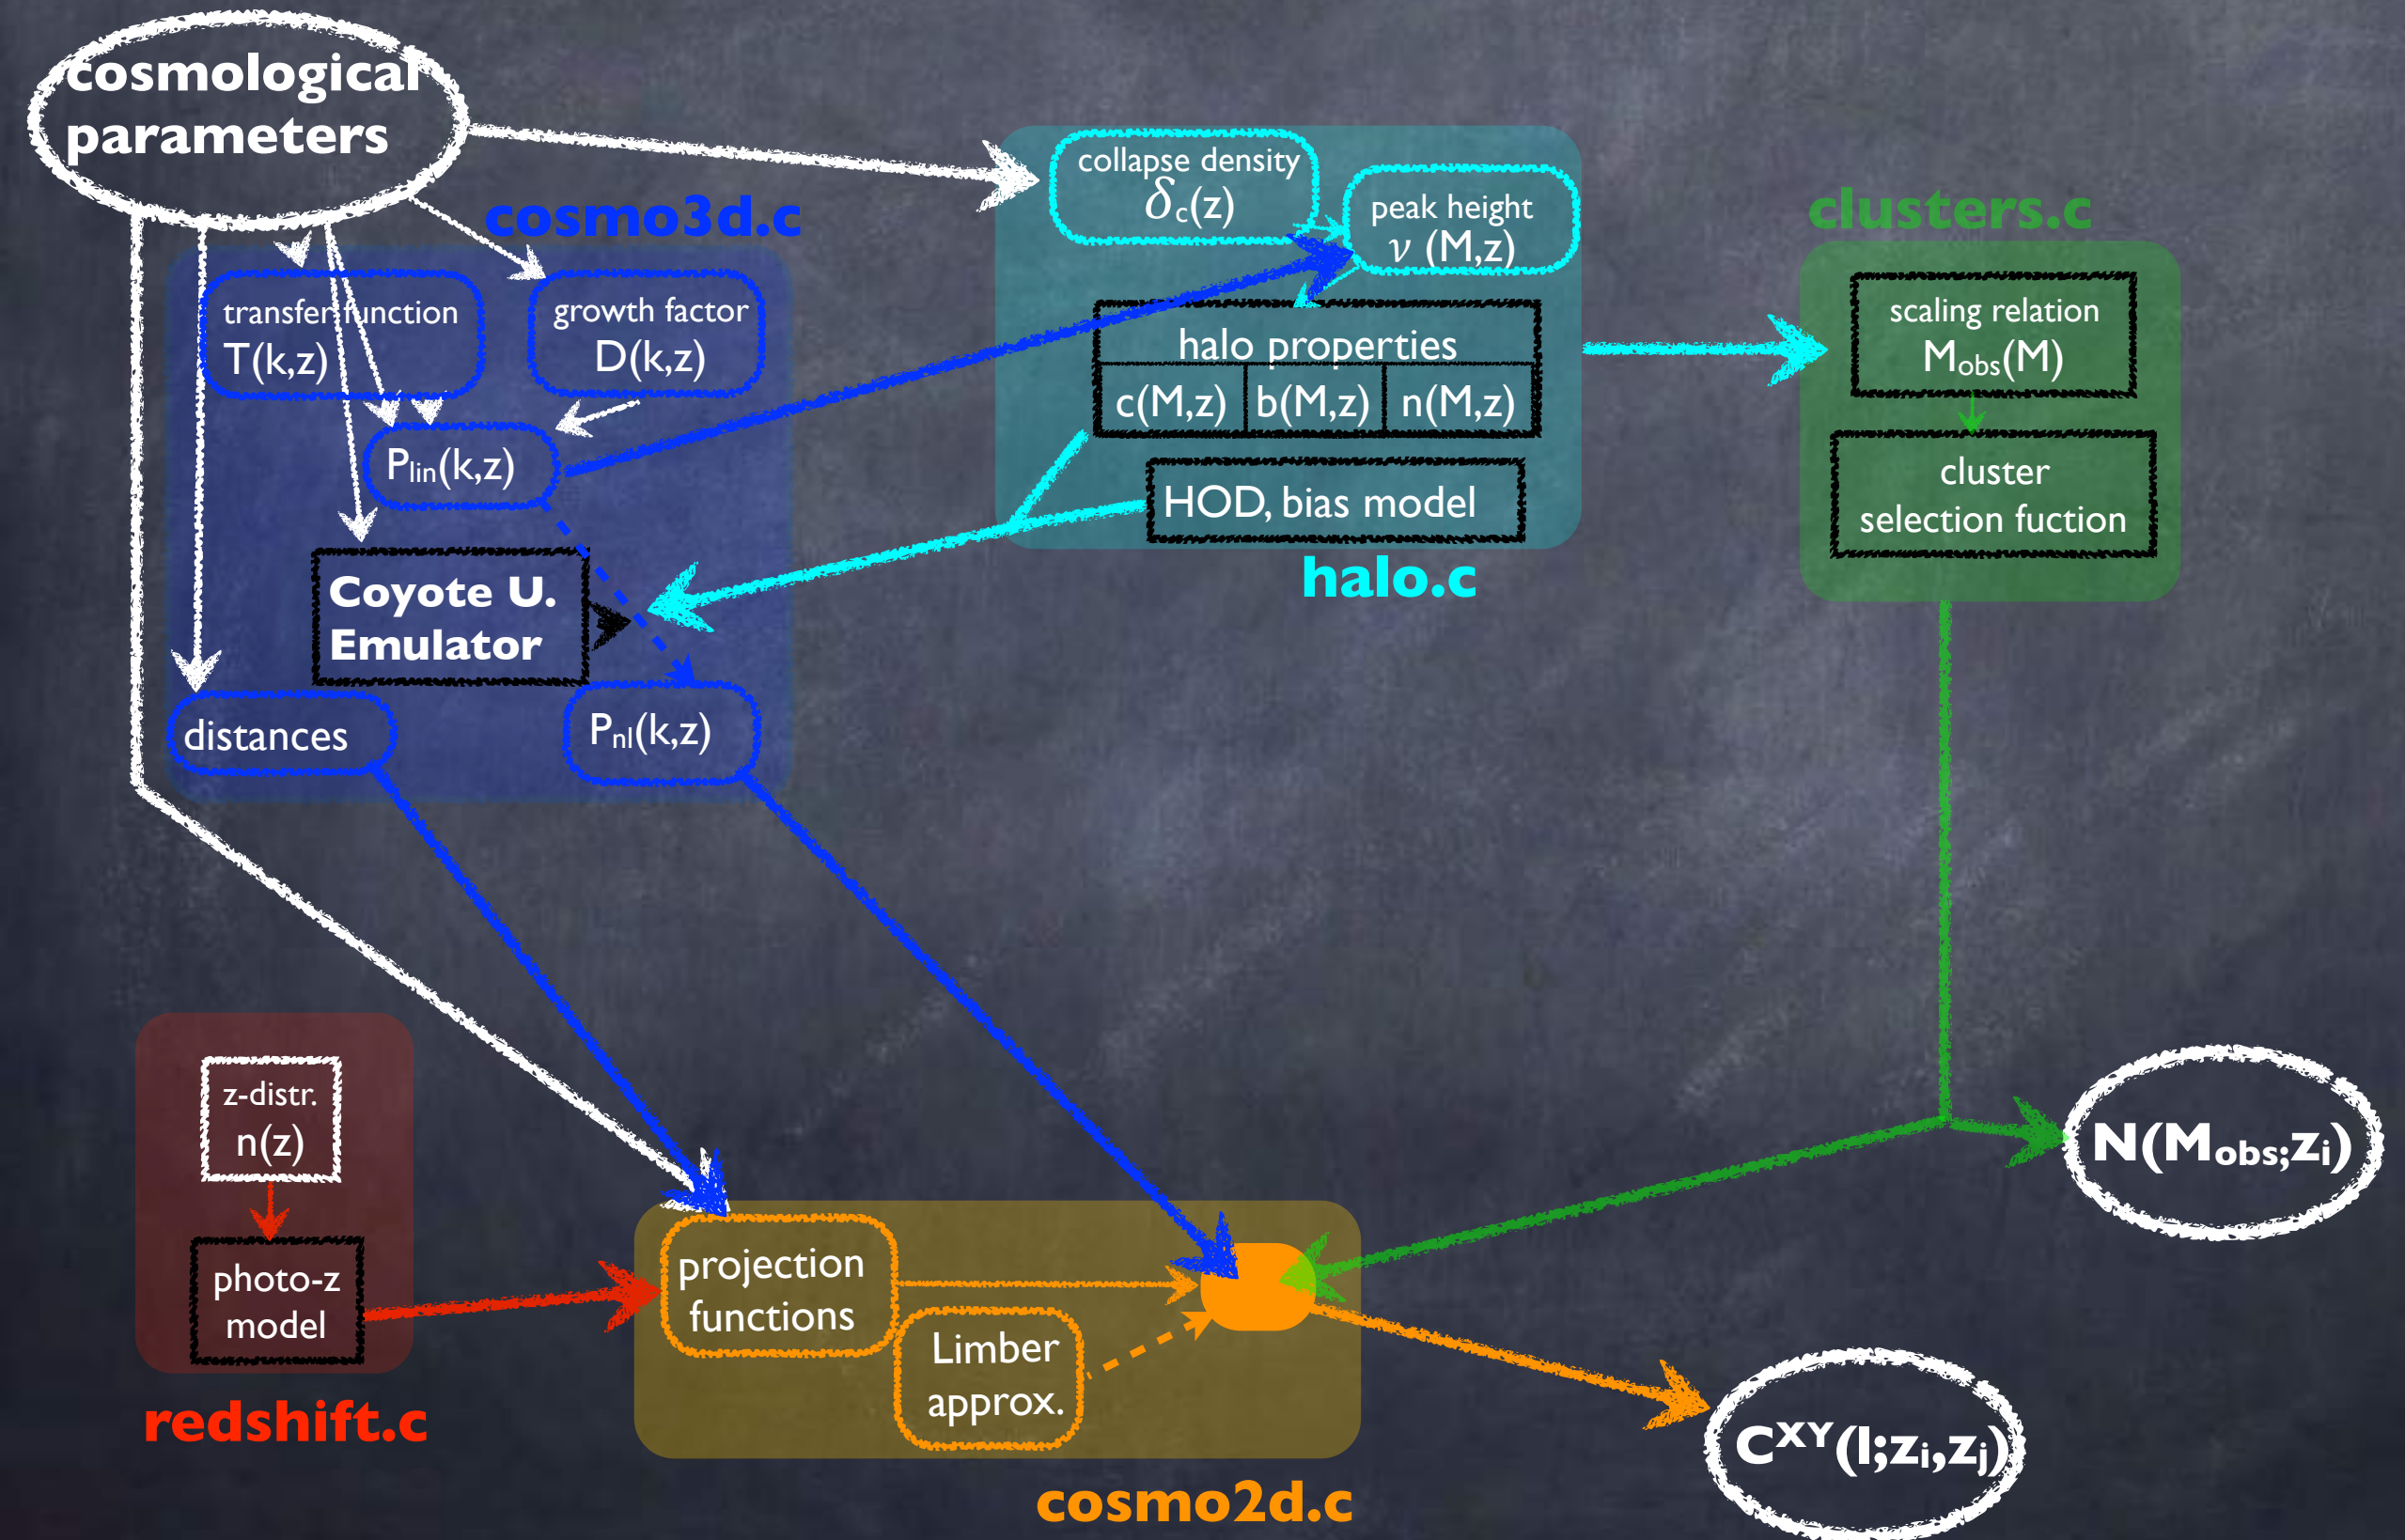 cosmological
parameters
cosmo3d.c
transfer function
T(k,z)
growth factor
D(k,z)
Plin(k,z)
Coyote U.
Emulator
distances
Pnl(k,z)
collapse density
δc(z)
peak height
ν (M,z)
halo properties
c(M,z) b(M,z) n(M,z)
HOD, bias model
halo.c
clusters.c
scaling relation
Mobs(M)
cluster
selection fuction
z-distr.
n(z)
photo-z
model
redshift.c
projection
functions
Limber
approx.
cosmo2d.c
N(Mobs;zi)
CXY(l;zi,zj)